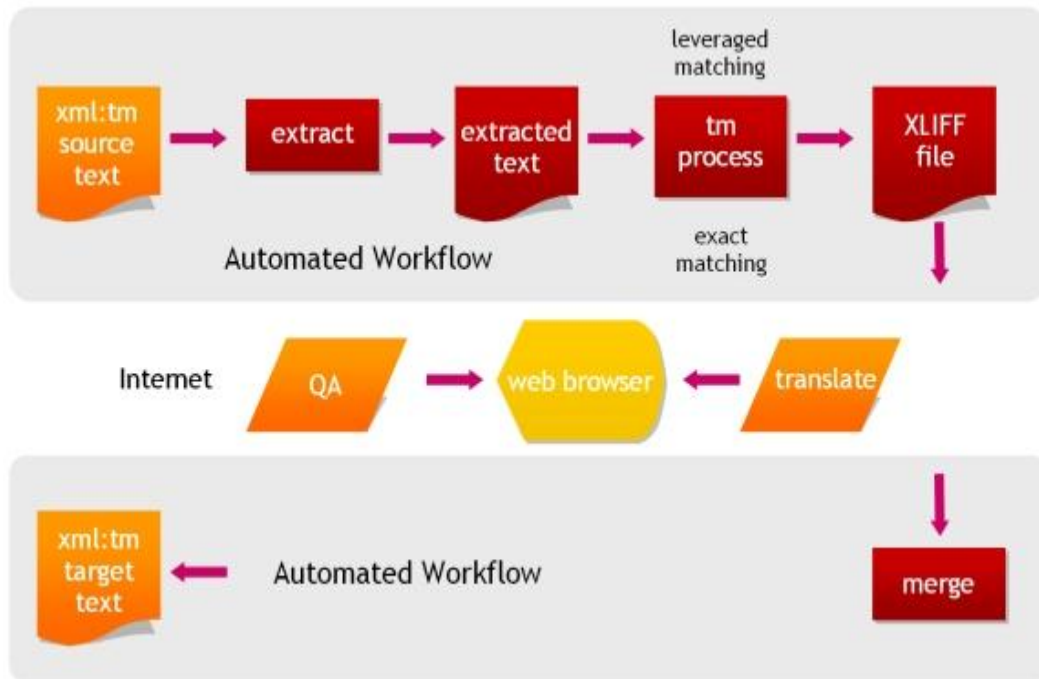 leveraged
matching
xml:tm
source
text
extract
extracted
text
tm
process
XLIFF
file
exact
matching
Automated Workflow
Internet
QA
web browser
translate
xml:tm
target
text
Automated Workflow
merge